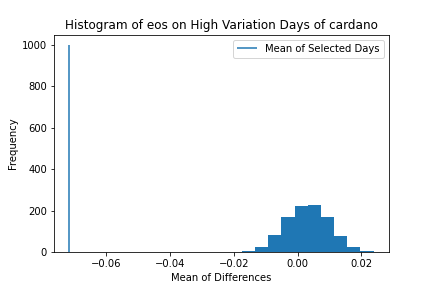 Histogram of eos on High Variation Days of cardano
Mean of Selected Days
Frequency
1000
800
600
400
200
0
−0.06
−0.04
−0.02
0.00
0.02
Mean of Differences